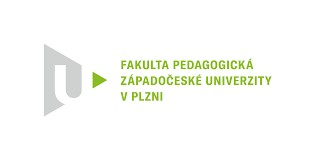 FAKULTA PEDAGOGICKÁ
ZÁPADOČESKÉ UNIVERZITY
V PLZNI